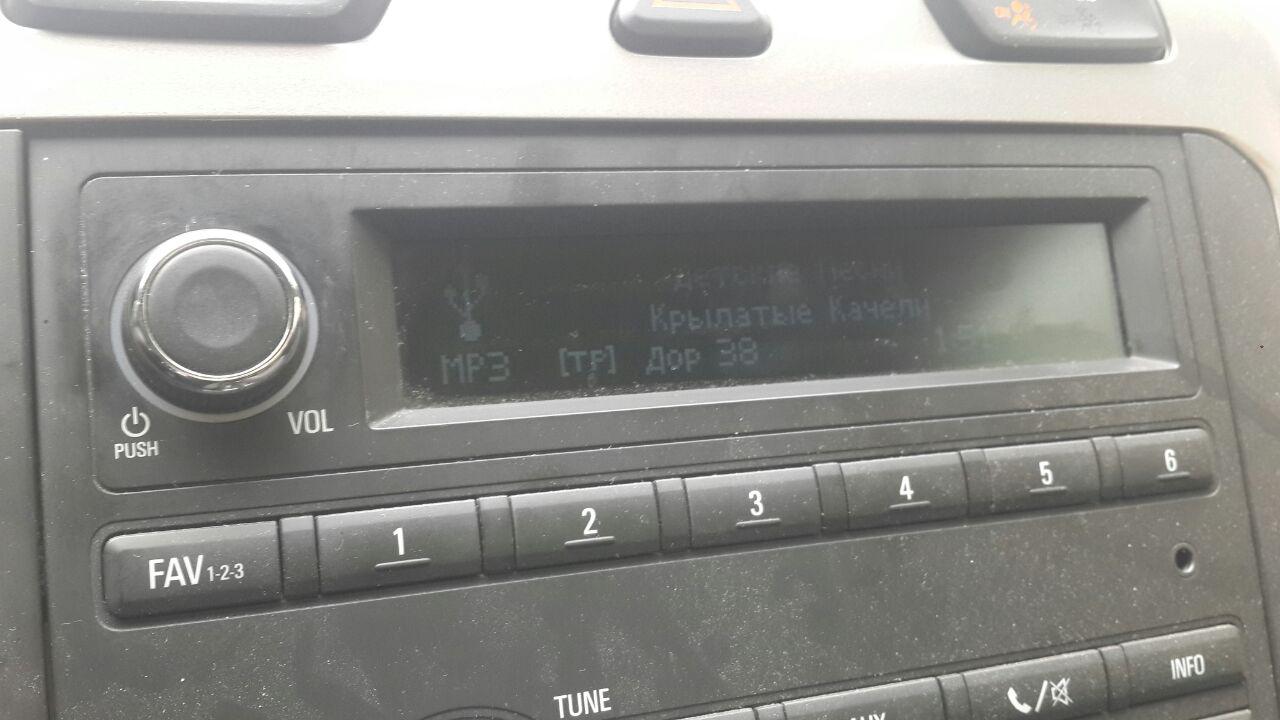 Детские Песни
Крылатые Качели
MP3 [TP] Дор 38
PUSH
VOL
FAV 1-2-3
1
2
3
4
5
6
INFO
TUNE